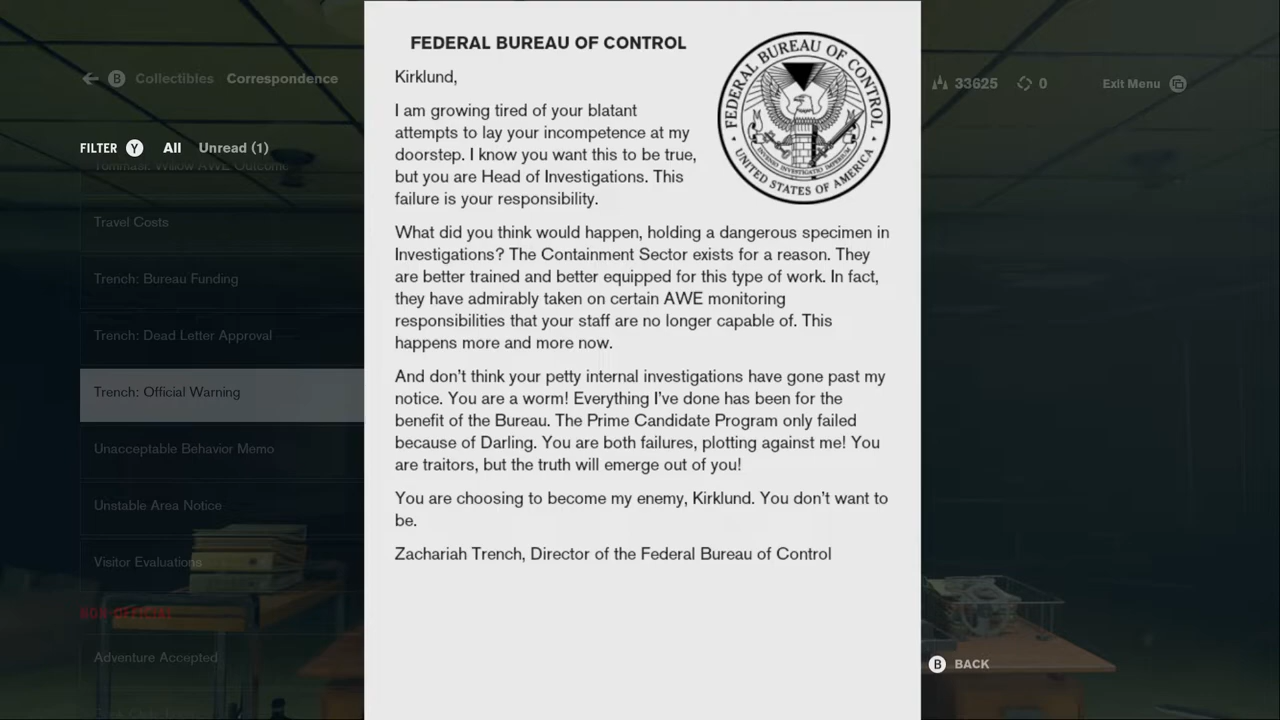 FEDERAL BUREAU OF CONTROL
FEDERAL BUREAU OF CONTROL
UNITED STATES OF AMERICA
B Collectibles Correspondence
33625 0 Exit Menu
FILTER Y All Unread (1)
Tommasi: Willow AWE Outcome
Travel Costs
Trench: Bureau Funding
Trench: Dead Letter Approval
Trench: Official Warning
Unacceptable Behavior Memo
Unstable Area Notice
Visitor Evaluations
NON OFFICIAL
Adventure Accepted
Kirklund,
I am growing tired of your blatant
attempts to lay your incompetence at my
doorstep. I know you want this to be true,
but you are Head of Investigations. This
failure is your responsibility.
What did you think would happen, holding a dangerous specimen in
Investigations? The Containment Sector exists for a reason. They
are better trained and better equipped for this type of work. In fact,
they have admirably taken on certain AWE monitoring
responsibilities that your staff are no longer capable of. This
happens more and more now.
And don't think your petty internal investigations have gone past my
notice. You are a worm! Everything I've done has been for the
benefit of the Bureau. The Prime Candidate Program only failed
because of Darling. You are both failures, plotting against me! You
are traitors, but the truth will emerge out of you!
You are choosing to become my enemy, Kirklund. You don't want to
be.
Zachariah Trench, Director of the Federal Bureau of Control
B BACK